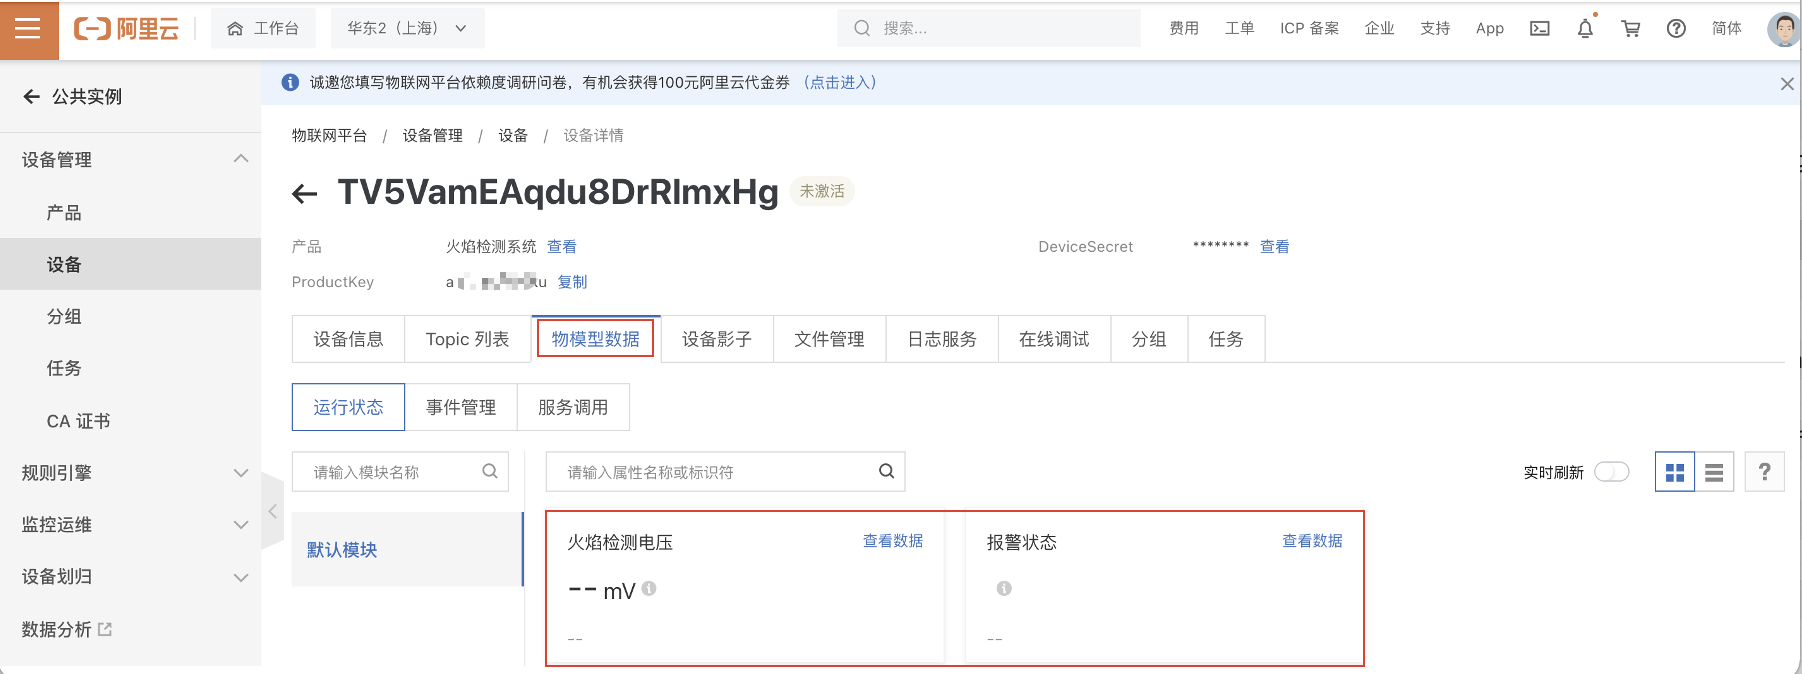 阿里云 工作台 华东2（上海） 搜索... 费用 工单 ICP 备案 企业 支持 App 简体
公共实例
诚邀您填写物联网平台依赖度调研问卷，有机会获得100元阿里云代金券 （点击进入）
物联网平台 / 设备管理 / 设备 / 设备详情
设备管理
产品
设备
分组
任务
CA 证书
规则引擎
监控运维
设备划归
数据分析
TV5VamEAqdu8DrRImxHg 未激活
产品 火焰检测系统 查看 DeviceSecret ******** 查看
ProductKey a u 复制
设备信息 Topic 列表 物模型数据 设备影子 文件管理 日志服务 在线调试 分组 任务
运行状态 事件管理 服务调用
请输入模块名称 请输入属性名称或标识符 实时刷新 ?
默认模块
火焰检测电压 查看数据
-- mV
--
报警状态 查看数据
--